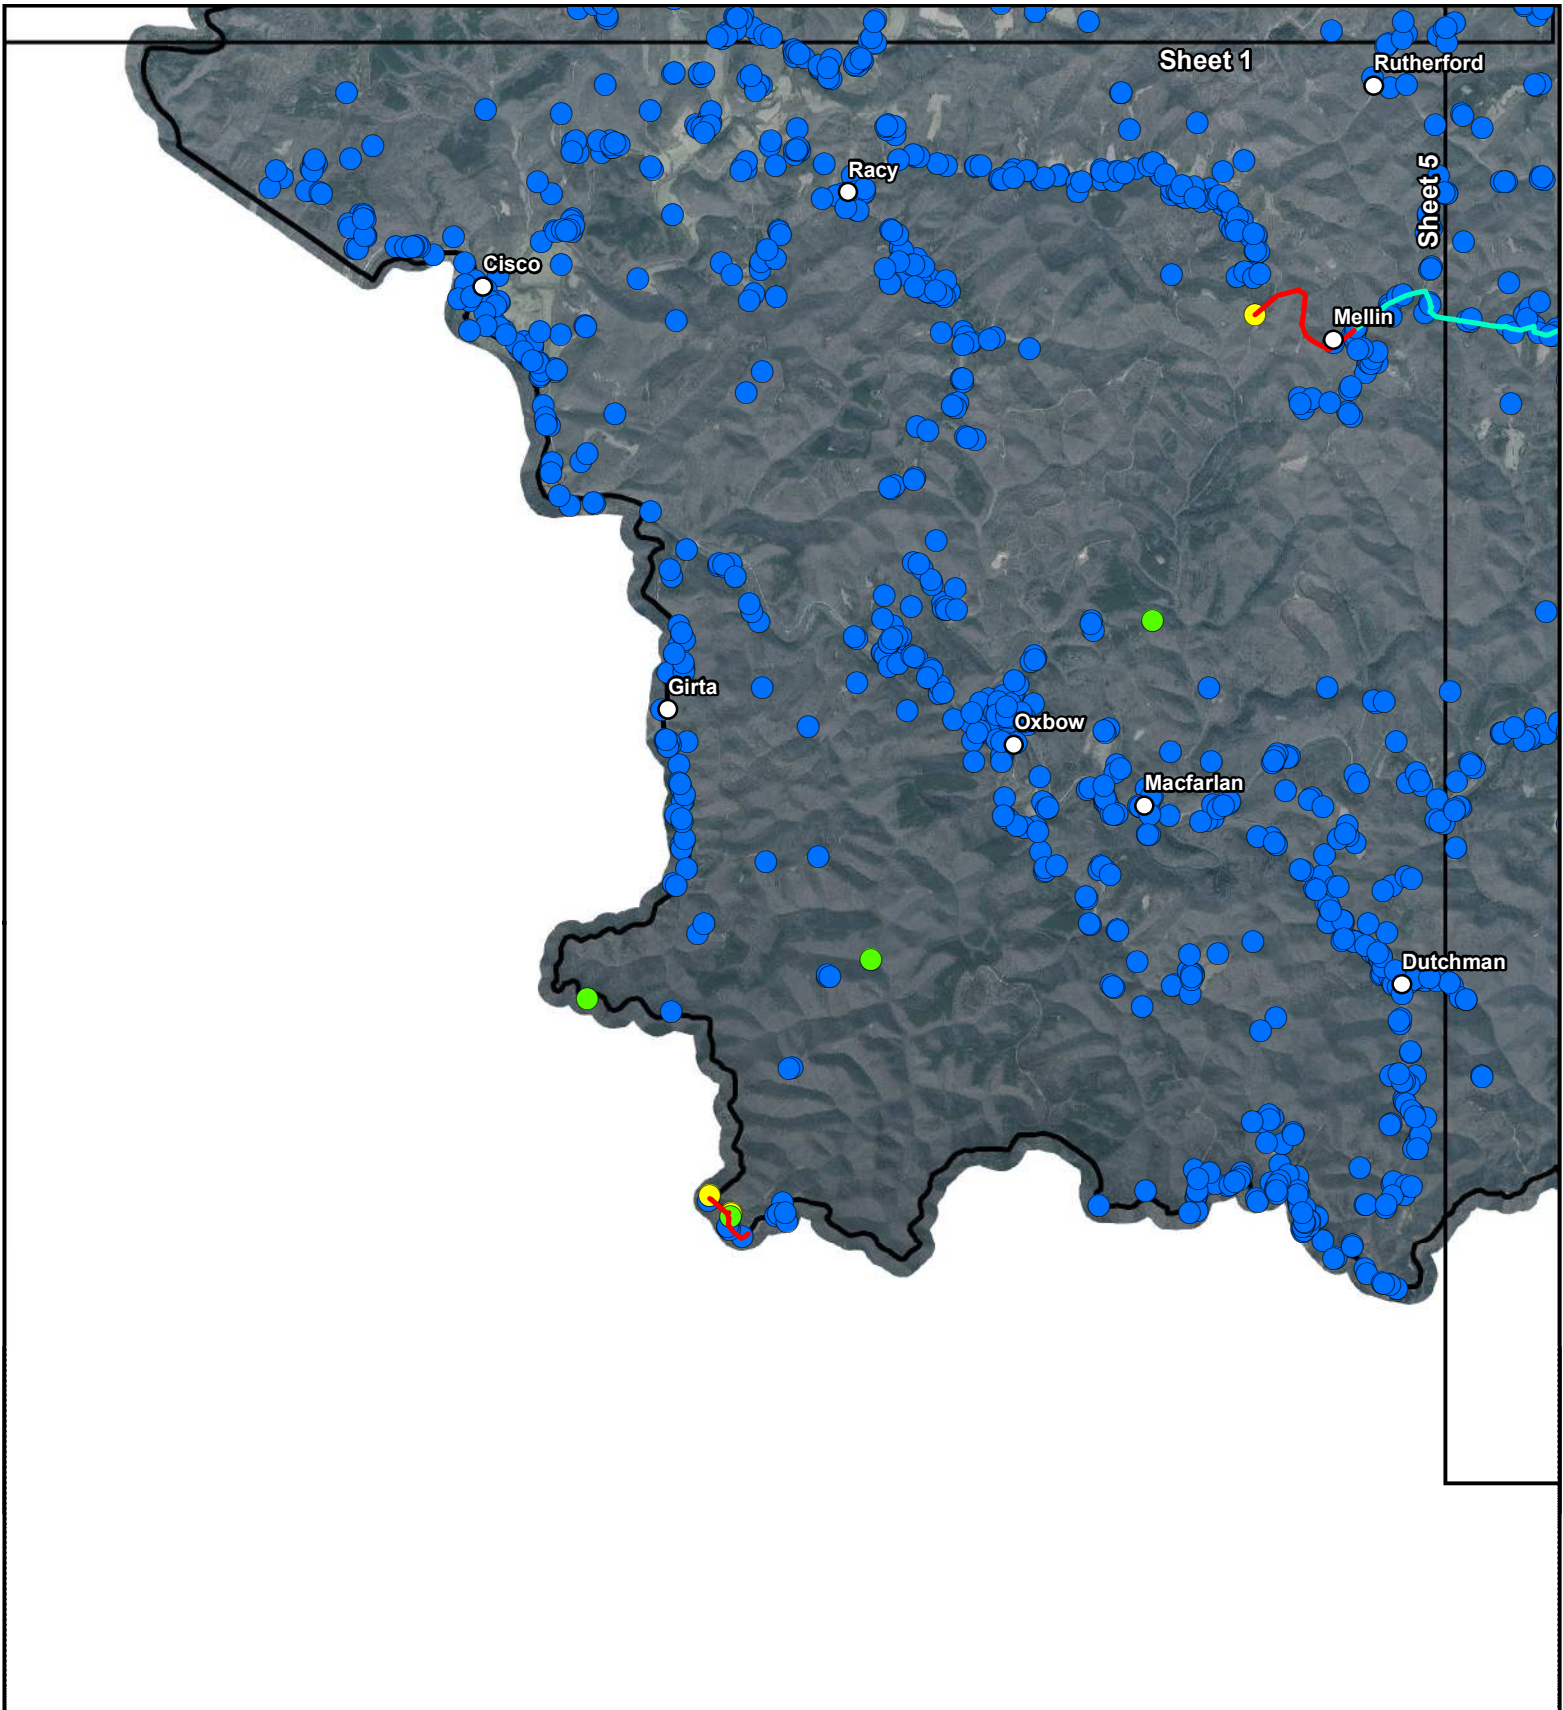 Sheet 1
Rutherford
Sheet 5
Racy
Cisco
Mellin
Girta
Oxbow
Macfarlan
Dutchman